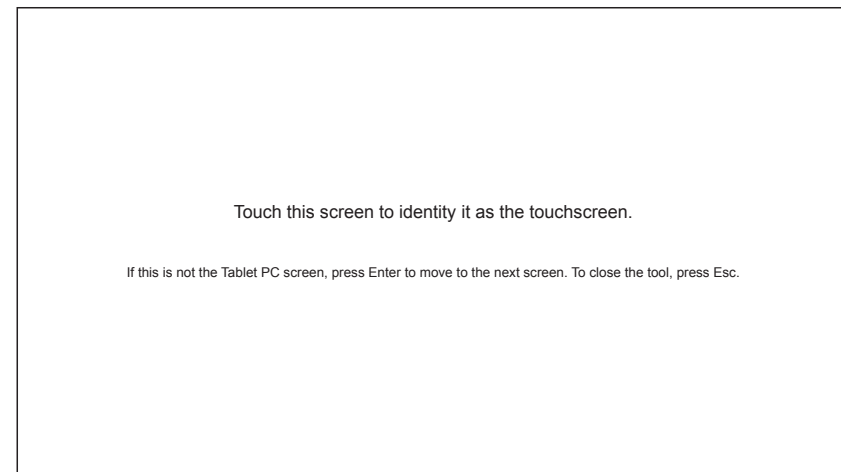 Touch this screen to identity it as the touchscreen.
If this is not the Tablet PC screen, press Enter to move to the next screen. To close the tool, press Esc.